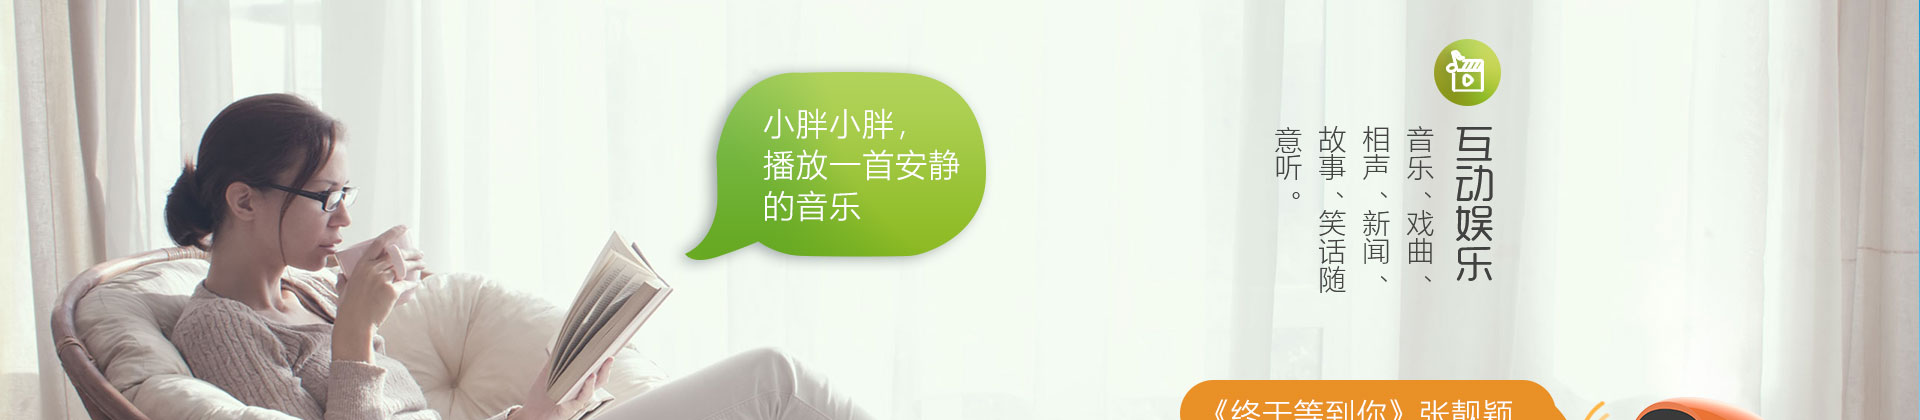 小胖小胖，
播放一首安静
的音乐
互动娱乐
音乐、戏曲、
相声、新闻、
故事、笑话随
意听。
《终于等到你》张靓颖